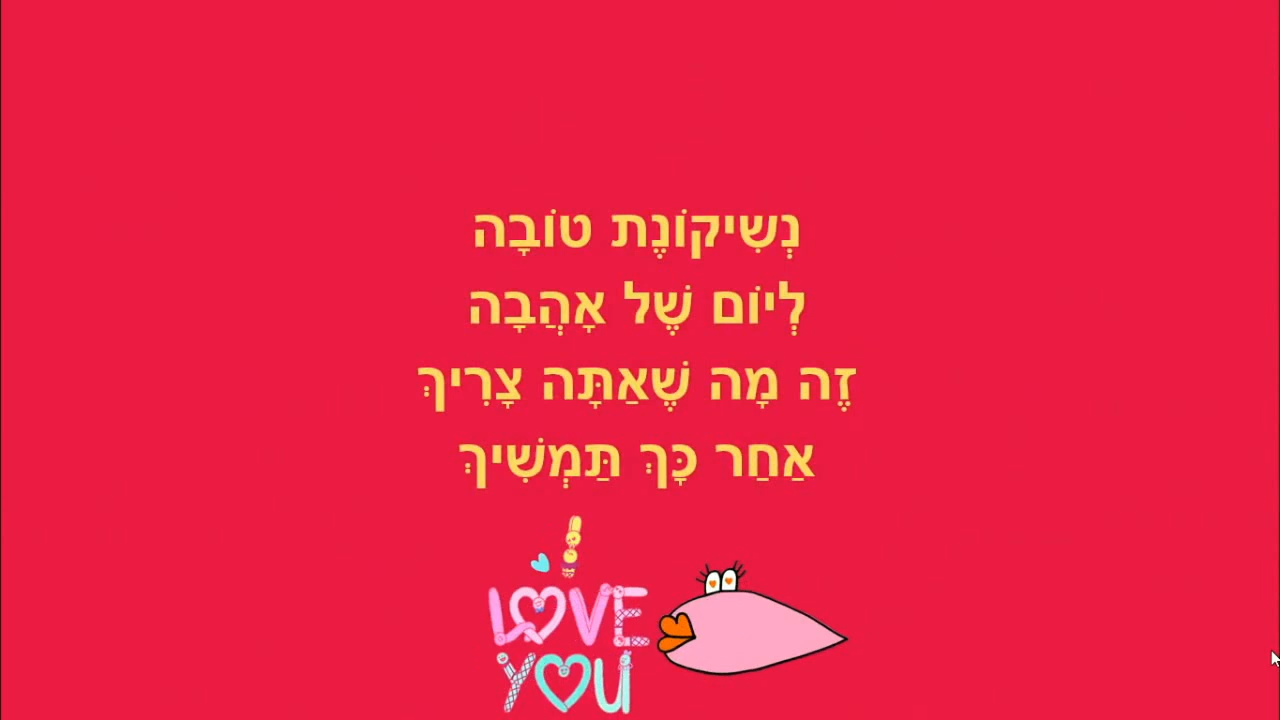 נְשִׁיקוֹנֶת טוֹבָה
לְיוֹם שֶׁל אָהֲבָה
זֶה מָה שֶׁאַתָּה צָרִיךְ
אַחַר כָּךְ תַּמְשִׁיךְ
I
LOVE
YOU